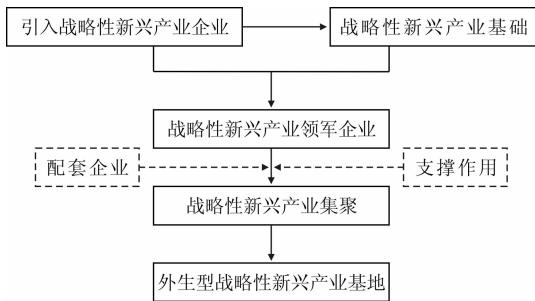 引入战略性新兴产业企业
战略性新兴产业基础
战略性新兴产业领军企业
配套企业
支撑作用
战略性新兴产业集聚
外生型战略性新兴产业基地